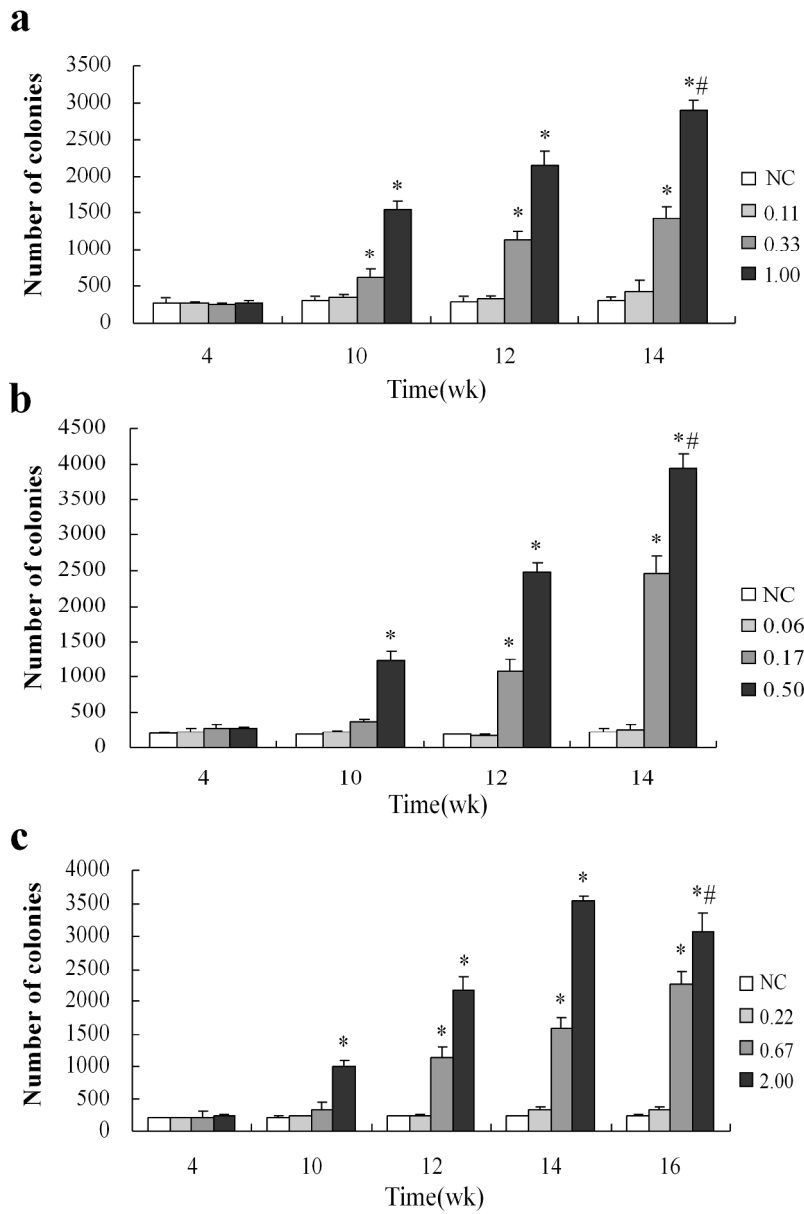 a
Number of colonies
3500
3000
2500
2000
1500
1000
500
0
* * * * * *#
4 10 12 14
Time(wk)
NC
0.11
0.33
1.00
b
Number of colonies
4500
4000
3500
3000
2500
2000
1500
1000
500
0
* * * * *#
4 10 12 14
Time(wk)
NC
0.06
0.17
0.50
c
Number of colonies
4000
3500
3000
2500
2000
1500
1000
500
0
* * * * * * *#
4 10 12 14 16
Time(wk)
NC
0.22
0.67
2.00